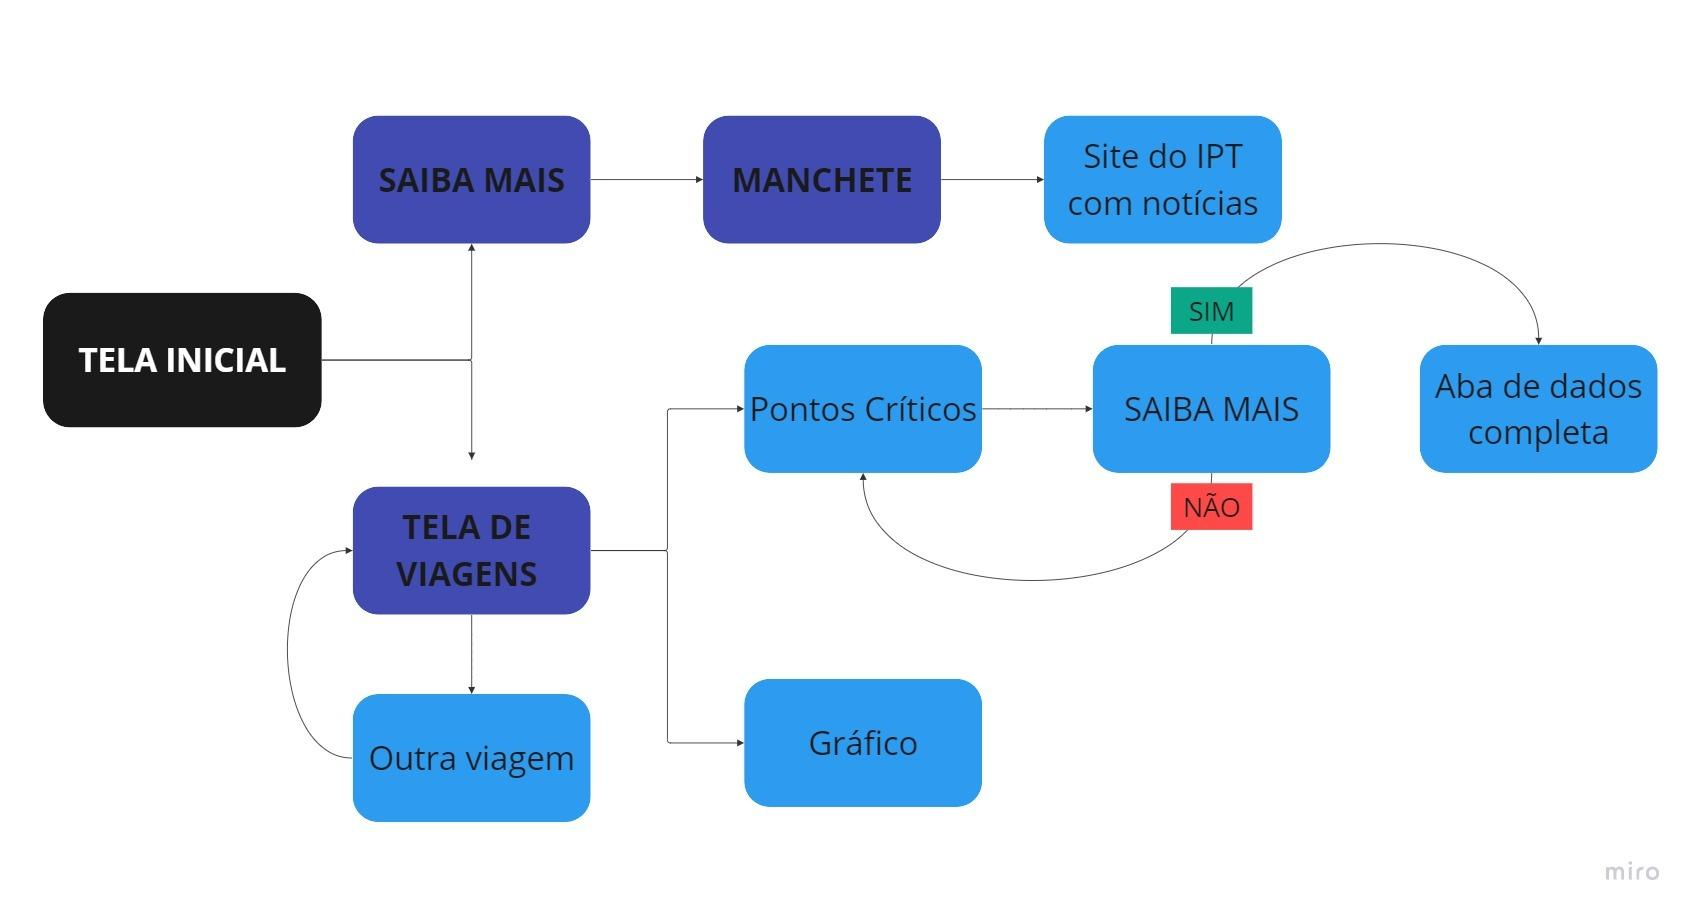 SAIBA MAIS
MANCHETE
Site do IPT
com notícias
SIM
TELA INICIAL
Pontos Críticos
SAIBA MAIS
Aba de dados
completa
NÃO
TELA DE
VIAGENS
Outra viagem
Gráfico
miro